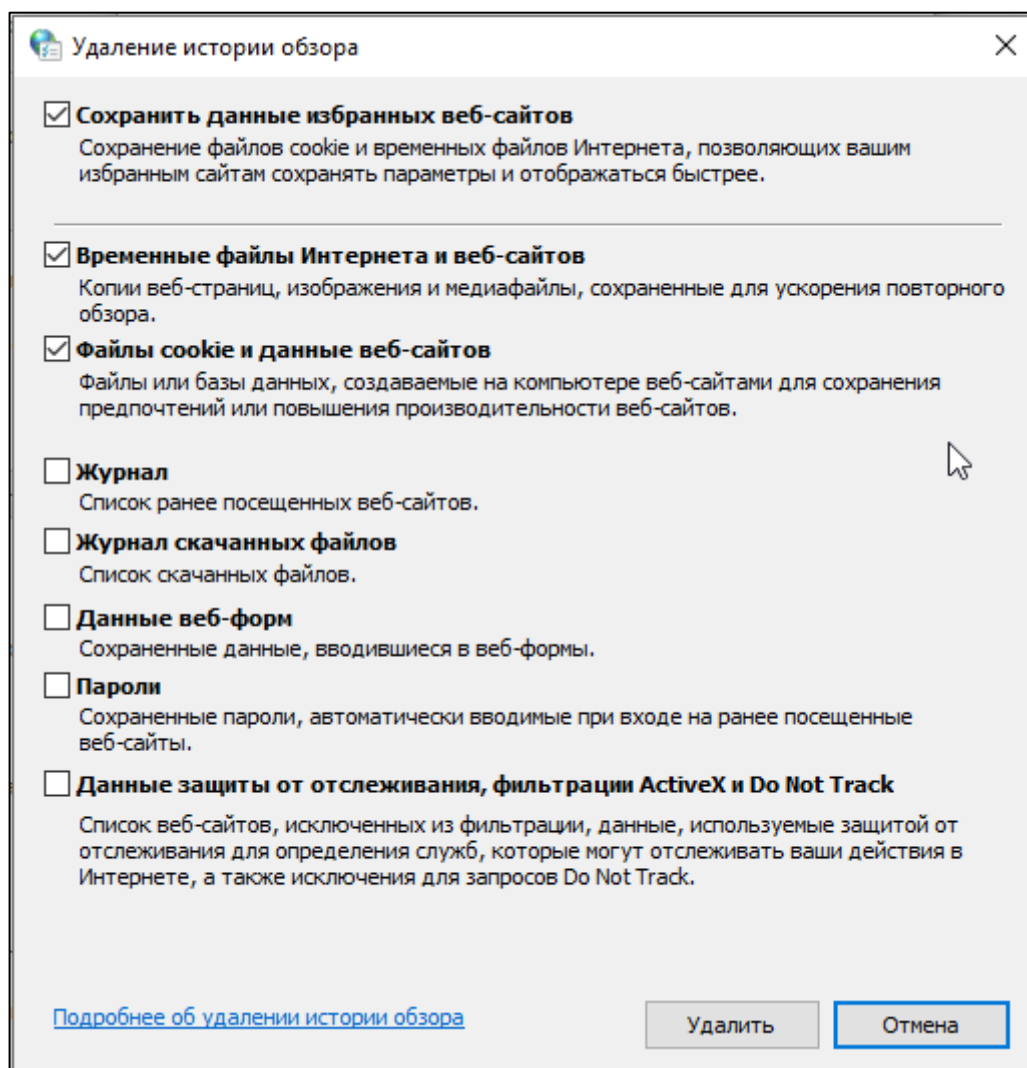 Удаление истории обзора
Сохранить данные избранных веб-сайтов
Сохранение файлов cookie и временных файлов Интернета, позволяющих вашим
избранным сайтам сохранять параметры и отображаться быстрее.
Временные файлы Интернета и веб-сайтов
Копии веб-страниц, изображения и медиафайлы, сохраненные для ускорения повторного
обзора.
Файлы cookie и данные веб-сайтов
Файлы или базы данных, создаваемые на компьютере веб-сайтами для сохранения
предпочтений или повышения производительности веб-сайтов.
Журнал
Список ранее посещенных веб-сайтов.
Журнал скачанных файлов
Список скачанных файлов.
Данные веб-форм
Сохраненные данные, вводившиеся в веб-формы.
Пароли
Сохраненные пароли, автоматически вводимые при входе на ранее посещенные
веб-сайты.
Данные защиты от отслеживания, фильтрации ActiveX и Do Not Track
Список веб-сайтов, исключенных из фильтрации, данные, используемые защитой от
отслеживания для определения служб, которые могут отслеживать ваши действия в
Интернете, а также исключения для запросов Do Not Track.
Подробнее об удалении истории обзора
Удалить
Отмена